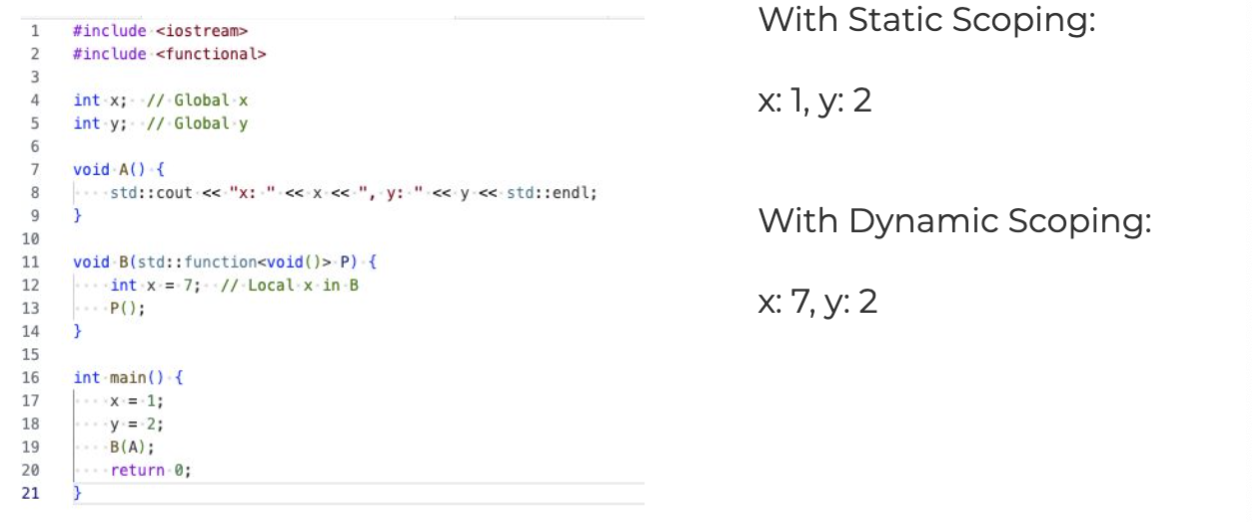 1 #include <iostream>
2 #include <functional>
3
4 int x;  // Global x
5 int y;  // Global y
6
7 void A() {
8     std::cout << "x: " << x << ", y: " << y << std::endl;
9 }
10
11 void B(std::function<void()> P) {
12     int x = 7;  // Local x in B
13     P();
14 }
15
16 int main() {
17     x = 1;
18     y = 2;
19     B(A);
20     return 0;
21 }
With Static Scoping:
x: 1, y: 2
With Dynamic Scoping:
x: 7, y: 2